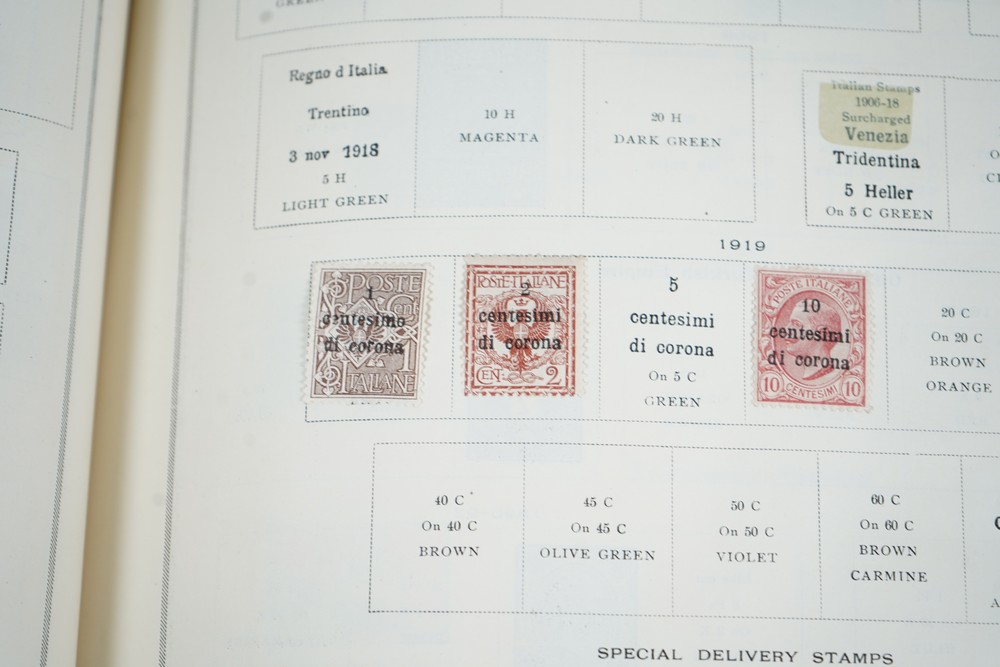 GREEN
Regno d Italia
Trentino
3 nov 1918
5 H
LIGHT GREEN
10 H
MAGENTA
20 H
DARK GREEN
Italian Stamps
1906-18
Surcharged
Venezia
Tridentina
5 Heller
On 5 C GREEN
1919
POSTE
ITALIANE
1
centesimo
di corona
POSTE ITALIANE
2
centesimi
di corona
CENT. 2
5
centesimi
di corona
On 5 C
GREEN
POSTE ITALIANE
10
centesimi
di corona
10 CENTESIMI 10
20 C
On 20 C
BROWN
ORANGE
40 C
On 40 C
BROWN
45 C
On 45 C
OLIVE GREEN
50 C
On 50 C
VIOLET
60 C
On 60 C
BROWN
CARMINE
SPECIAL DELIVERY STAMPS